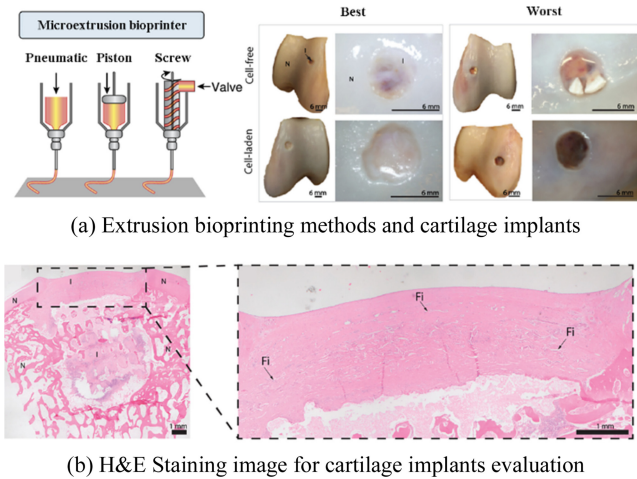 Microextrusion bioprinter
Pneumatic Piston Screw
Valve
Best Worst
Cell-free
N I
6 mm
N I
6 mm
6 mm
6 mm
Cell-laden
6 mm
6 mm
6 mm
6 mm
(a) Extrusion bioprinting methods and cartilage implants
N I N
N I N
1 mm
Fi
Fi
Fi
1 mm
(b) H&E Staining image for cartilage implants evaluation